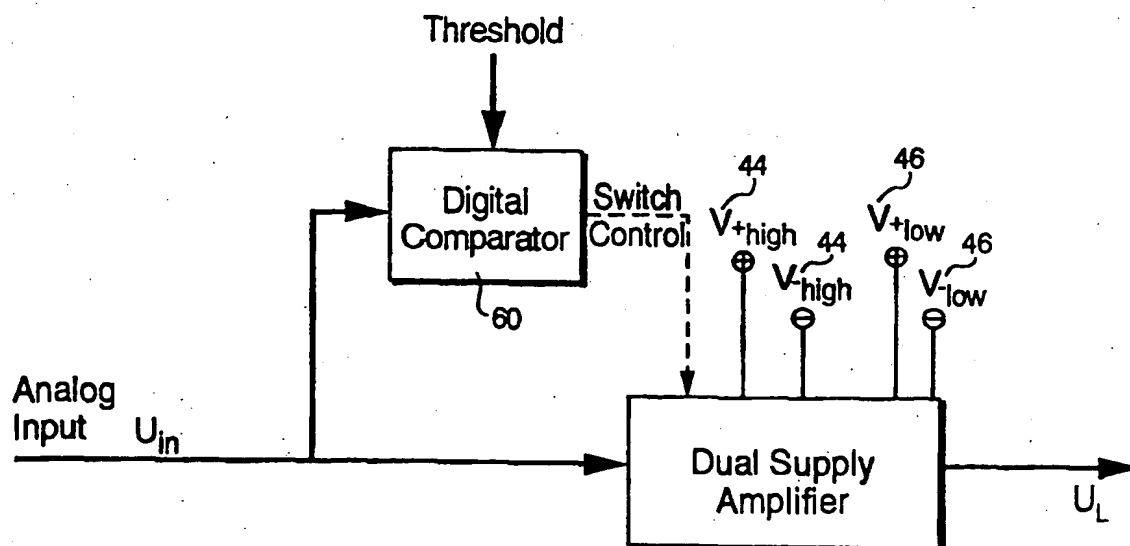 Threshold
Digital
Comparator
60
Switch
Control
44
V+high
44
V-high
46
V+low
46
V-low
Analog
Input Uin
Dual Supply
Amplifier
UL